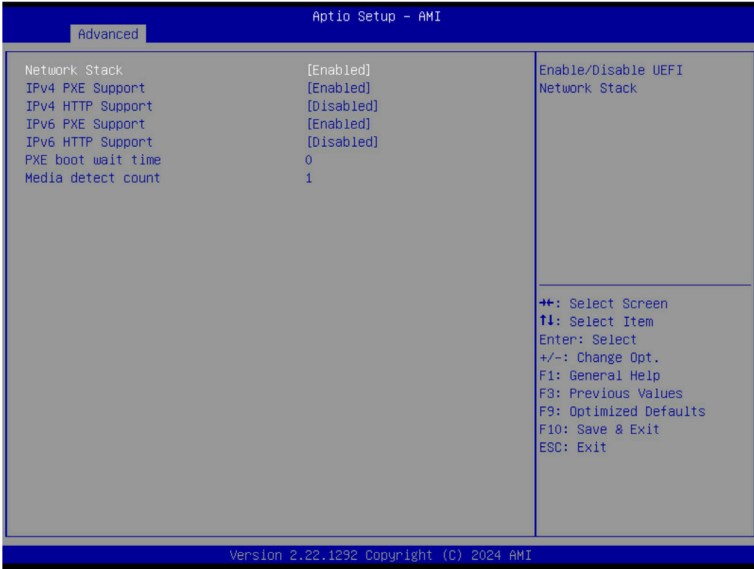 Aptio Setup – AMI
Advanced
Network Stack [Enabled]
IPv4 PXE Support [Enabled]
IPv4 HTTP Support [Disabled]
IPv6 PXE Support [Enabled]
IPv6 HTTP Support [Disabled]
PXE boot wait time 0
Media detect count 1
Enable/Disable UEFI
Network Stack
→←: Select Screen
↑↓: Select Item
Enter: Select
+/-: Change Opt.
F1: General Help
F3: Previous Values
F9: Optimized Defaults
F10: Save & Exit
ESC: Exit
Version 2.22.1292 Copyright (C) 2024 AMI